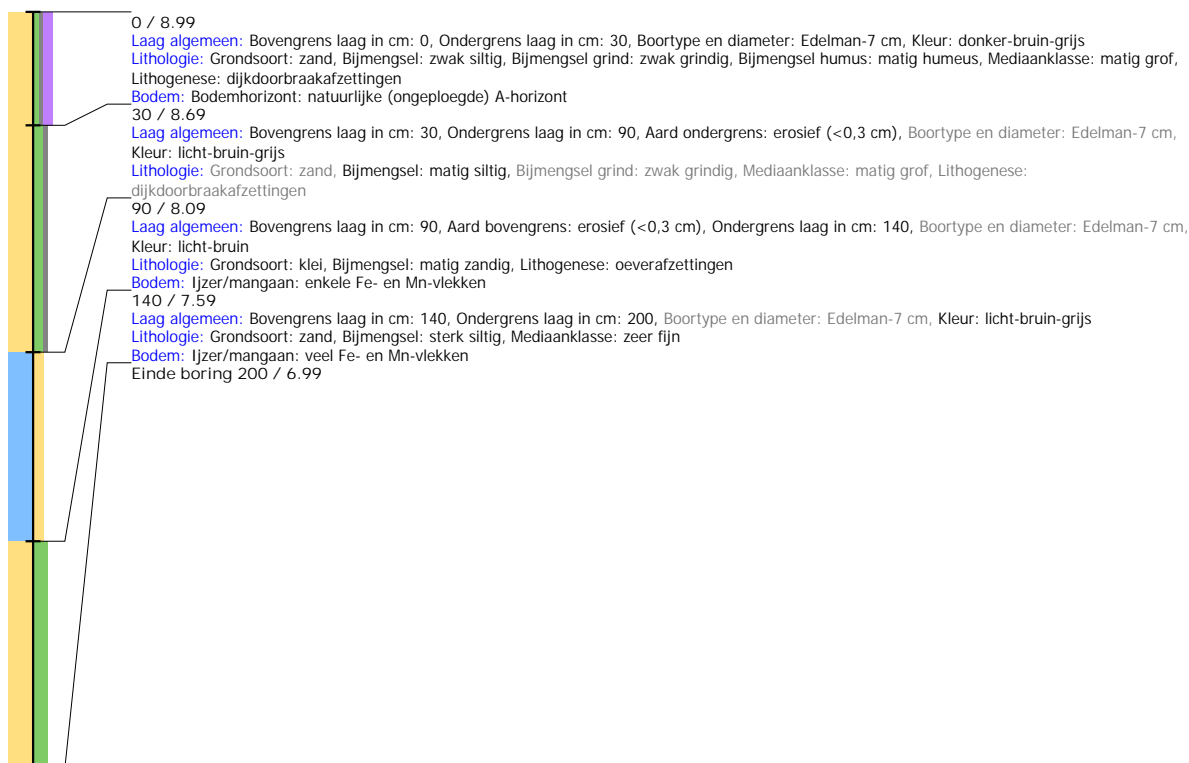 0 / 8.99
Laag algemeen: Bovengrens laag in cm: 0, Ondergrens laag in cm: 30, Boortype en diameter: Edelman-7 cm, Kleur: donker-bruin-grijs
Lithologie: Grondsoort: zand, Bijmengsel: zwak siltig, Bijmengsel grind: zwak grindig, Bijmengsel humus: matig humeus, Mediaanklasse: matig grof,
Lithogenese: dijkdoorbraakafzettingen
Bodem: Bodemhorizont: natuurlijke (ongeploegde) A-horizont
30 / 8.69
Laag algemeen: Bovengrens laag in cm: 30, Ondergrens laag in cm: 90, Aard ondergrens: erosief (<0,3 cm), Boortype en diameter: Edelman-7 cm,
Kleur: licht-bruin-grijs
Lithologie: Grondsoort: zand, Bijmengsel: matig siltig, Bijmengsel grind: zwak grindig, Mediaanklasse: matig grof, Lithogenese:
dijkdoorbraakafzettingen
90 / 8.09
Laag algemeen: Bovengrens laag in cm: 90, Aard bovengrens: erosief (<0,3 cm), Ondergrens laag in cm: 140, Boortype en diameter: Edelman-7 cm,
Kleur: licht-bruin
Lithologie: Grondsoort: klei, Bijmengsel: matig zandig, Lithogenese: oeverafzettingen
Bodem: Ijzer/mangaan: enkele Fe- en Mn-vlekken
140 / 7.59
Laag algemeen: Bovengrens laag in cm: 140, Ondergrens laag in cm: 200, Boortype en diameter: Edelman-7 cm, Kleur: licht-bruin-grijs
Lithologie: Grondsoort: zand, Bijmengsel: sterk siltig, Mediaanklasse: zeer fijn
Bodem: Ijzer/mangaan: veel Fe- en Mn-vlekken
Einde boring 200 / 6.99